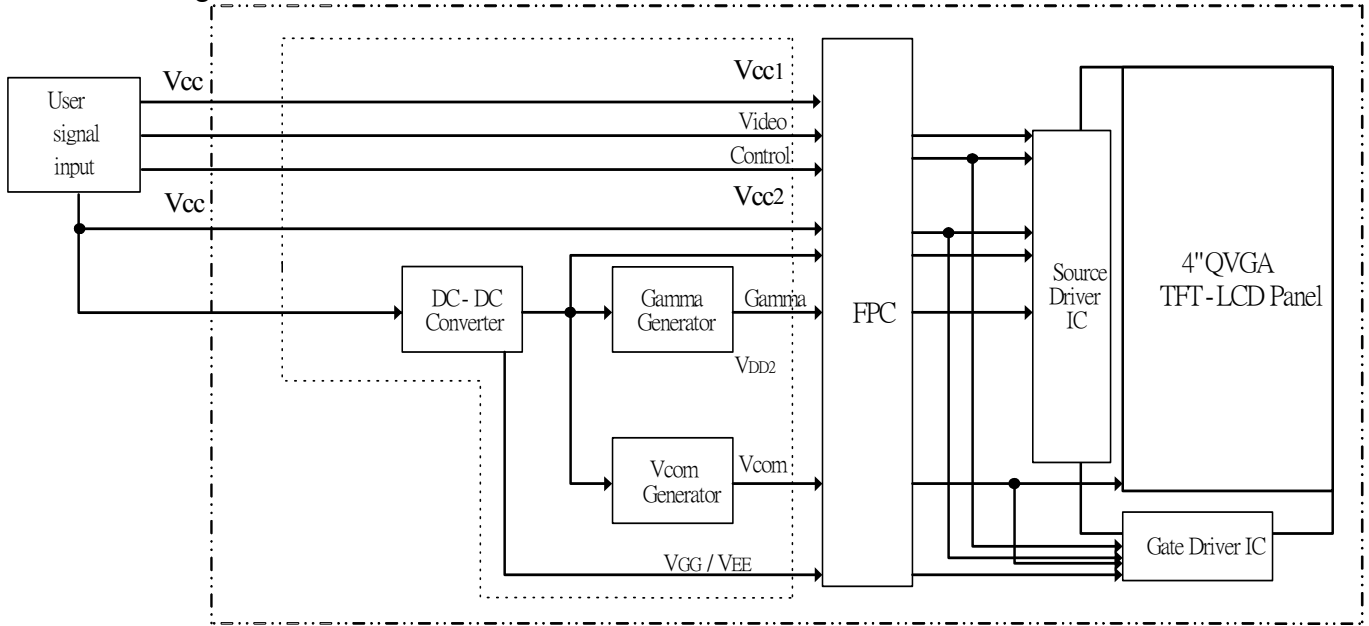 User
signal
input
Vcc
Vcc1
Video
Control
Vcc
Vcc2
DC - DC
Converter
Gamma
Generator
Gamma
VDD2
Vcom
Generator
Vcom
VGG / VEE
FPC
Source
Driver
IC
4" QVGA
TFT - LCD Panel
Gate Driver IC